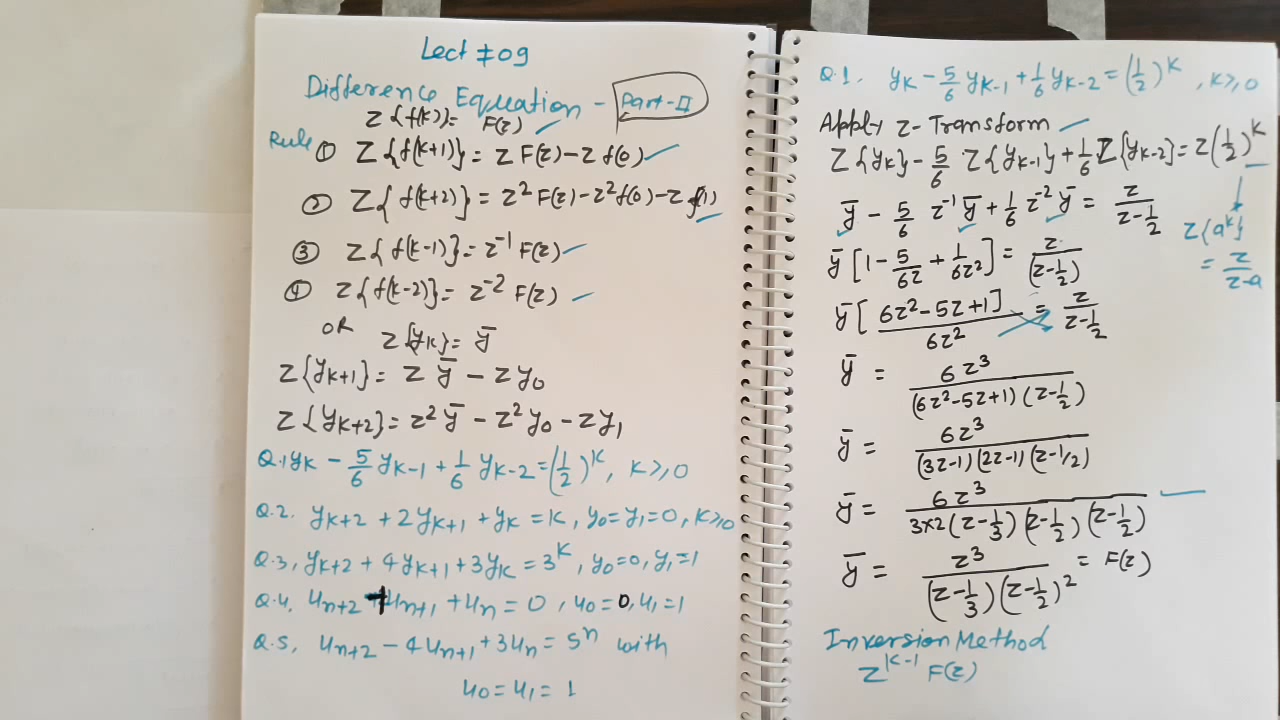 Lect # 09
Difference Equation - Part-II
Z{f(k)} = F(z)
Rule ① Z{f(k+1)} = Z F(z) - Z f(0)
② Z{f(k+2)} = z² F(z) - z² f(0) - z f(1)
③ Z{f(k-1)} = z⁻¹ F(z)
④ Z{f(k-2)} = z⁻² F(z)
OR Z{yk} = ȳ
Z{yk+1} = Z ȳ - Z y0
Z{yk+2} = z² ȳ - z² y0 - z y1
Q.1 yk - 5/6 yk-1 + 1/6 yk-2 = (1/2)^k, k≥0
Q.2. yk+2 + 2yk+1 + yk = k, y0 = y1 = 0, k≥0
Q.3, yk+2 + 4yk+1 + 3yk = 3^k, y0 = 0, y1 = 1
Q.4, un+2 + 4un+1 + un = 0, u0 = 0, u1 = 1
Q.5, un+2 - 4un+1 + 3un = 5^n with
u0 = u1 = 1
Q.1. yk - 5/6 yk-1 + 1/6 yk-2 = (1/2)^k, k≥0
Apply Z-Transform
Z{yk} - 5/6 Z{yk-1} + 1/6 Z{yk-2} = Z(1/2)^k
ȳ - 5/6 z⁻¹ ȳ + 1/6 z⁻² ȳ = z/(z-1/2)
Z{a^k}
= z/(z-a)
ȳ [1 - 5/6z + 1/6z²] = z/(z-1/2)
ȳ [6z² - 5z + 1]/6z² = z/(z-1/2)
ȳ = 6z³/(6z²-5z+1)(z-1/2)
ȳ = 6z³/(3z-1)(2z-1)(z-1/2)
ȳ = 6z³/3×2(z-1/3)(z-1/2)(z-1/2)
ȳ = z³/(z-1/3)(z-1/2)² = F(z)
Inversion Method
z^k-1 F(z)